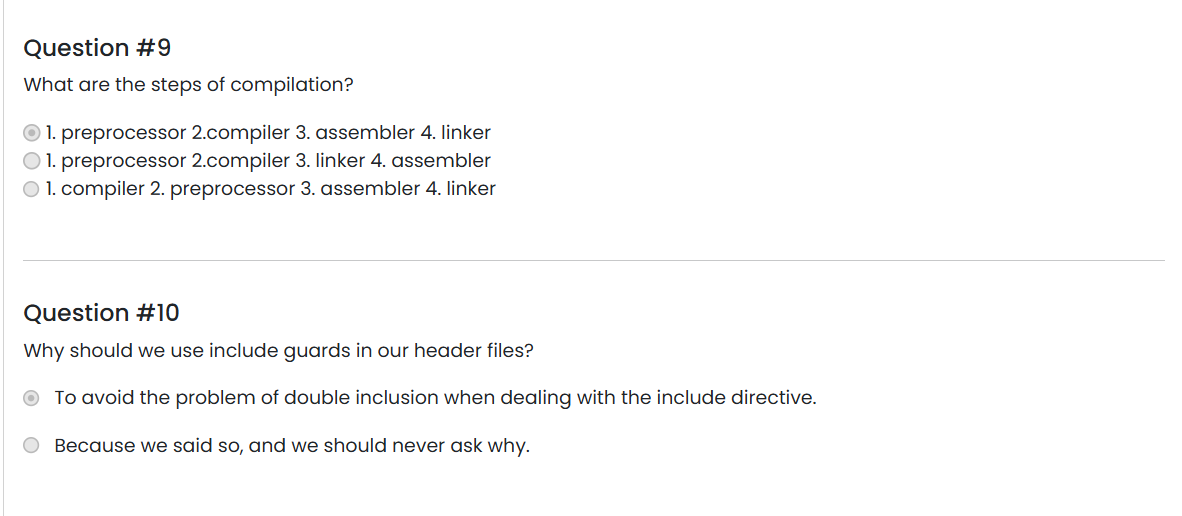 Question #9
What are the steps of compilation?
1. preprocessor 2.compiler 3. assembler 4. linker
1. preprocessor 2.compiler 3. linker 4. assembler
1. compiler 2. preprocessor 3. assembler 4. linker
Question #10
Why should we use include guards in our header files?
To avoid the problem of double inclusion when dealing with the include directive.
Because we said so, and we should never ask why.